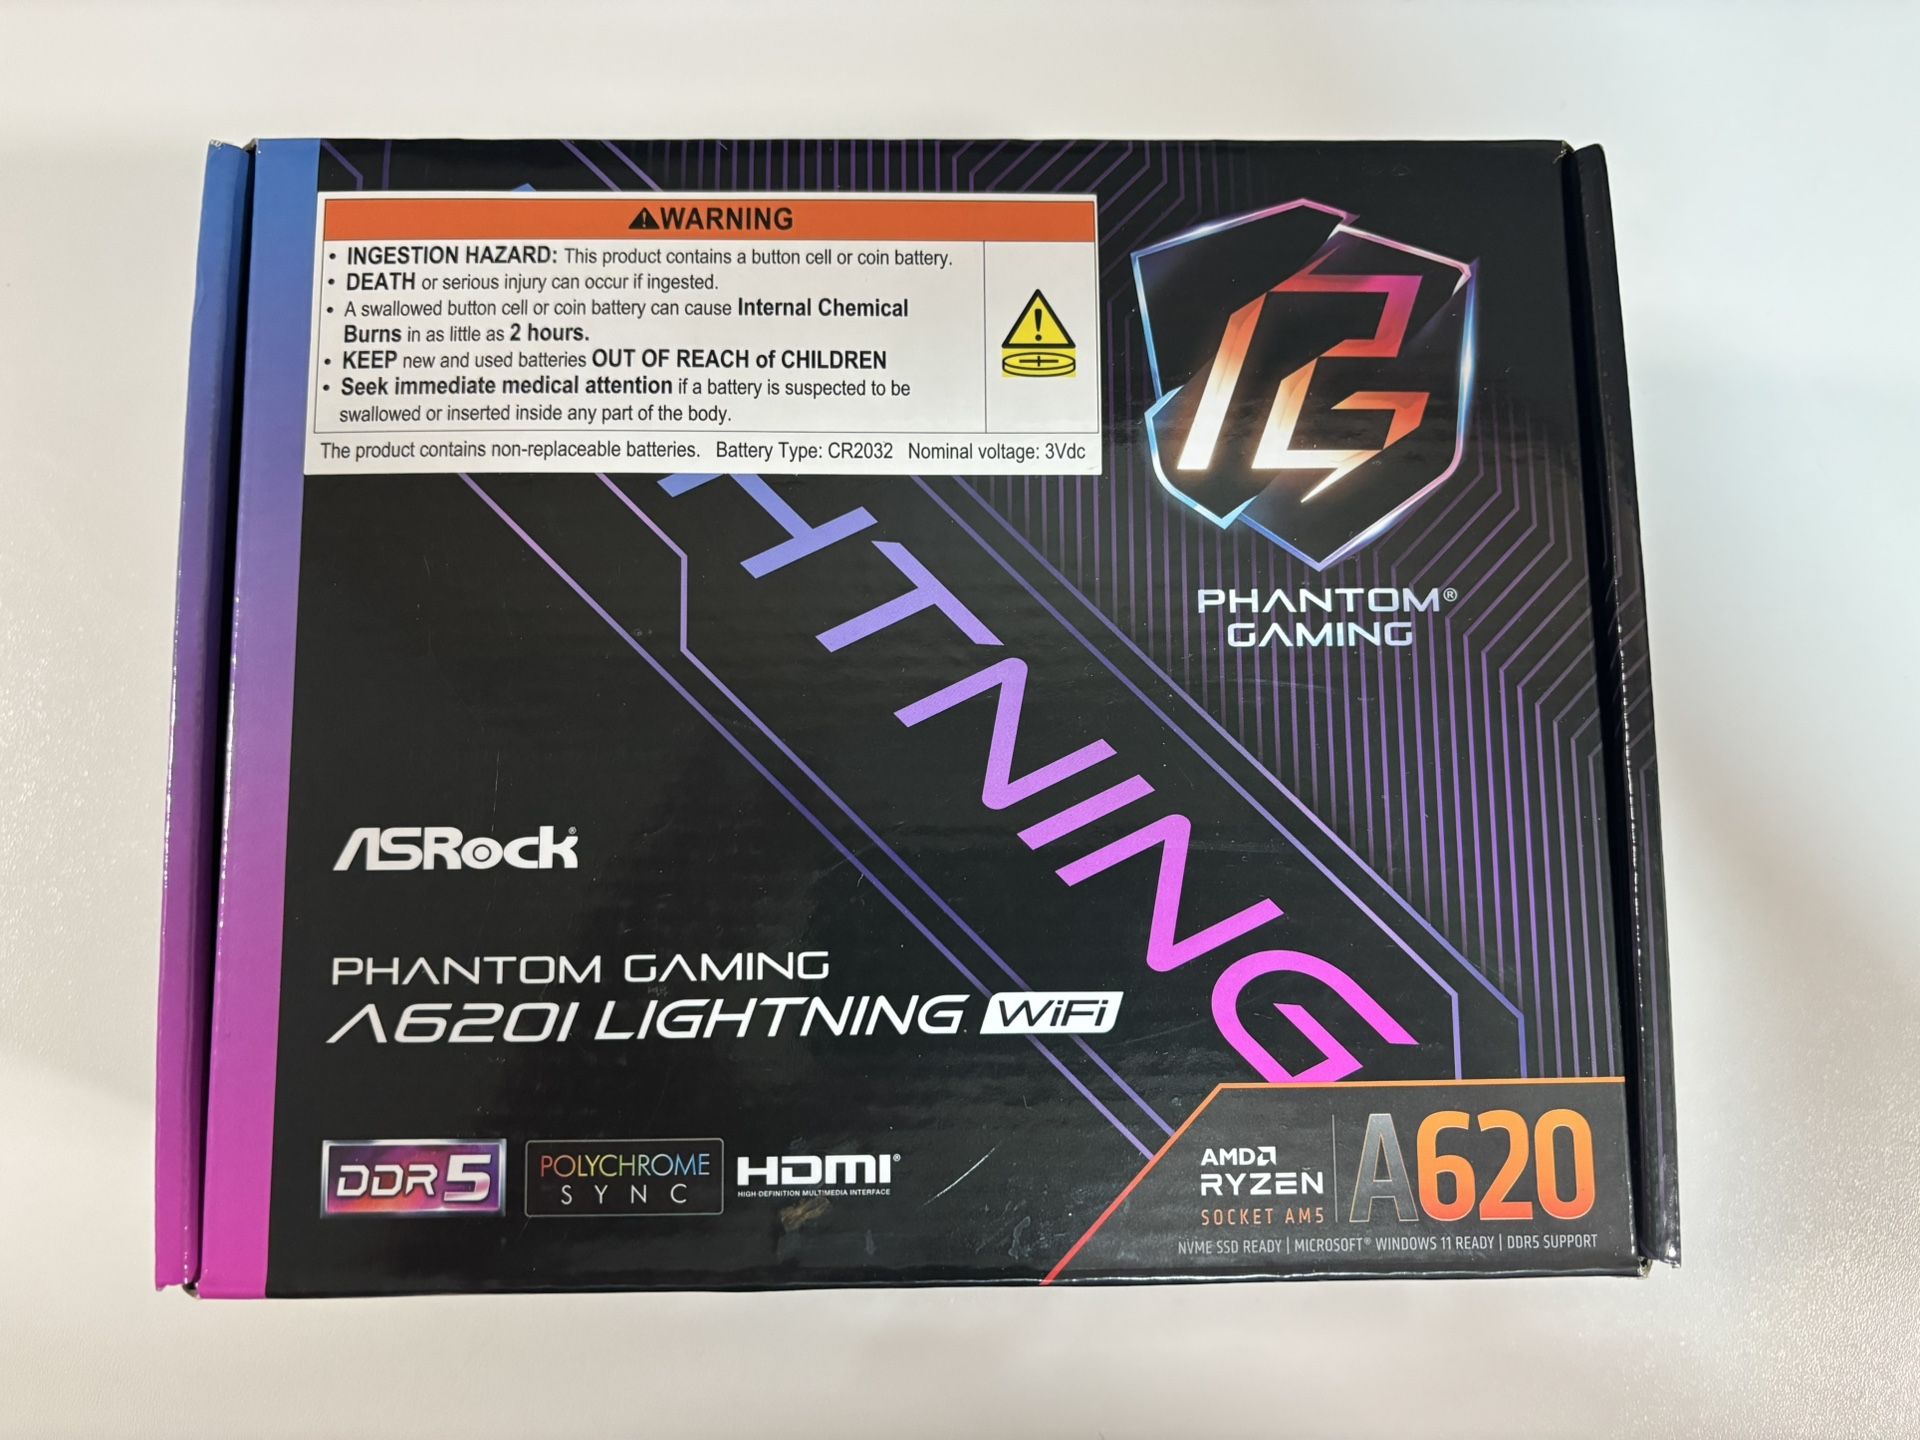 WARNING
• INGESTION HAZARD: This product contains a button cell or coin battery.
• DEATH or serious injury can occur if ingested.
• A swallowed button cell or coin battery can cause Internal Chemical
Burns in as little as 2 hours.
• KEEP new and used batteries OUT OF REACH of CHILDREN
• Seek immediate medical attention if a battery is suspected to be
swallowed or inserted inside any part of the body.
The product contains non-replaceable batteries. Battery Type: CR2032 Nominal voltage: 3Vdc
PG
PHANTOM®
GAMING
HTNING
ASRock®
PHANTOM GAMING
A620I LIGHTNING WiFi
DDR5
POLYCHROME
SYNC
HDMI®
HIGH-DEFINITION MULTIMEDIA INTERFACE
AMD
RYZEN
SOCKET AM5
A620
NVME SSD READY | MICROSOFT® WINDOWS 11 READY | DDR5 SUPPORT